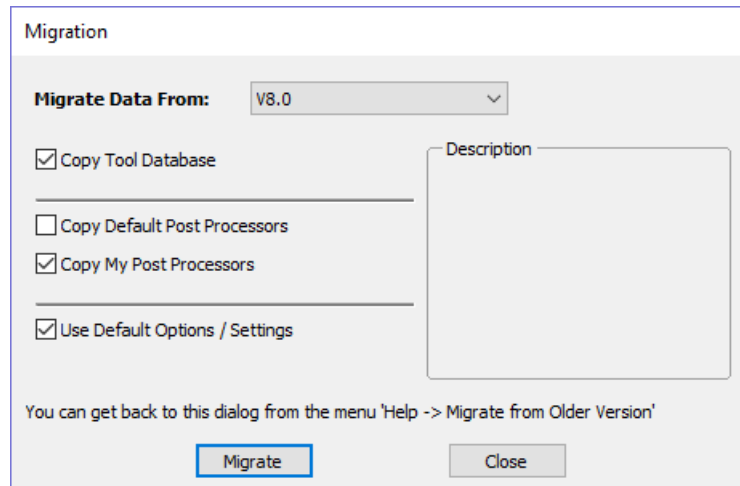 Migration
Migrate Data From: V8.0
Copy Tool Database
Description
Copy Default Post Processors
Copy My Post Processors
Use Default Options / Settings
You can get back to this dialog from the menu 'Help -> Migrate from Older Version'
Migrate Close